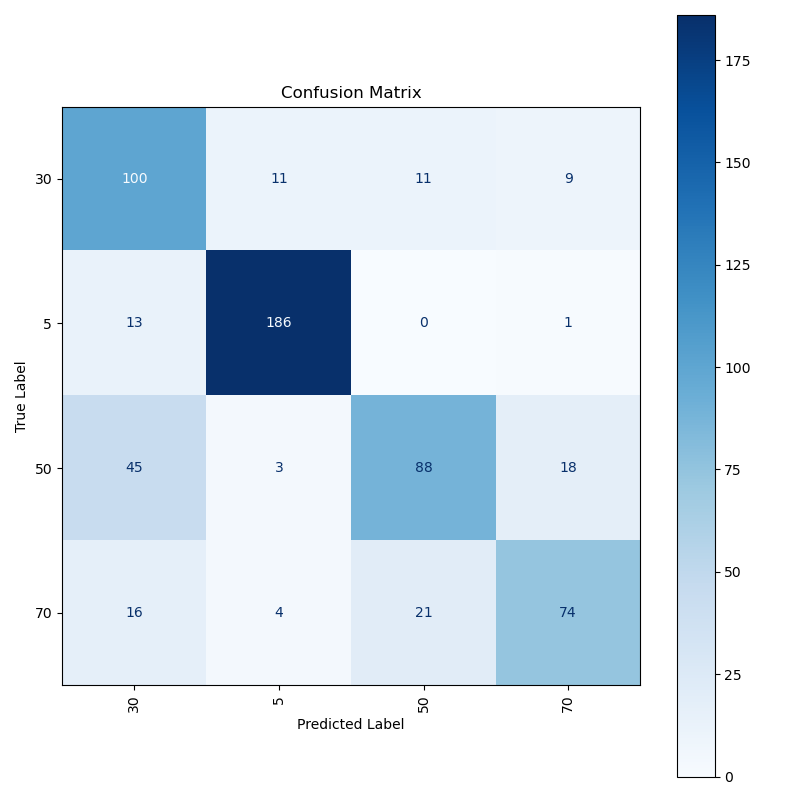 Confusion Matrix
True Label
30 100 11 11 9
5 13 186 0 1
50 45 3 88 18
70 16 4 21 74
30 5 50 70
Predicted Label
175
150
125
100
75
50
25
0